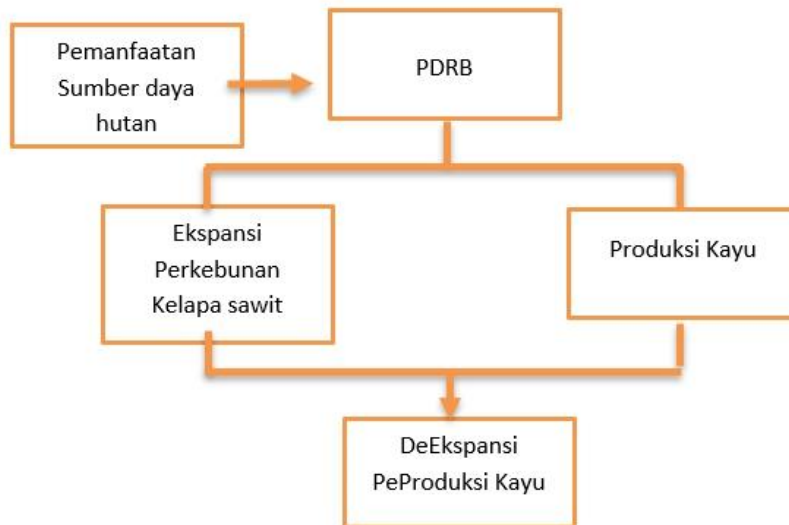 Pemanfaatan
Sumber daya
hutan
PDRB
Ekspansi
Perkebunan
Kelapa sawit
Produksi Kayu
DeEkspansi
PeProduksi Kayu